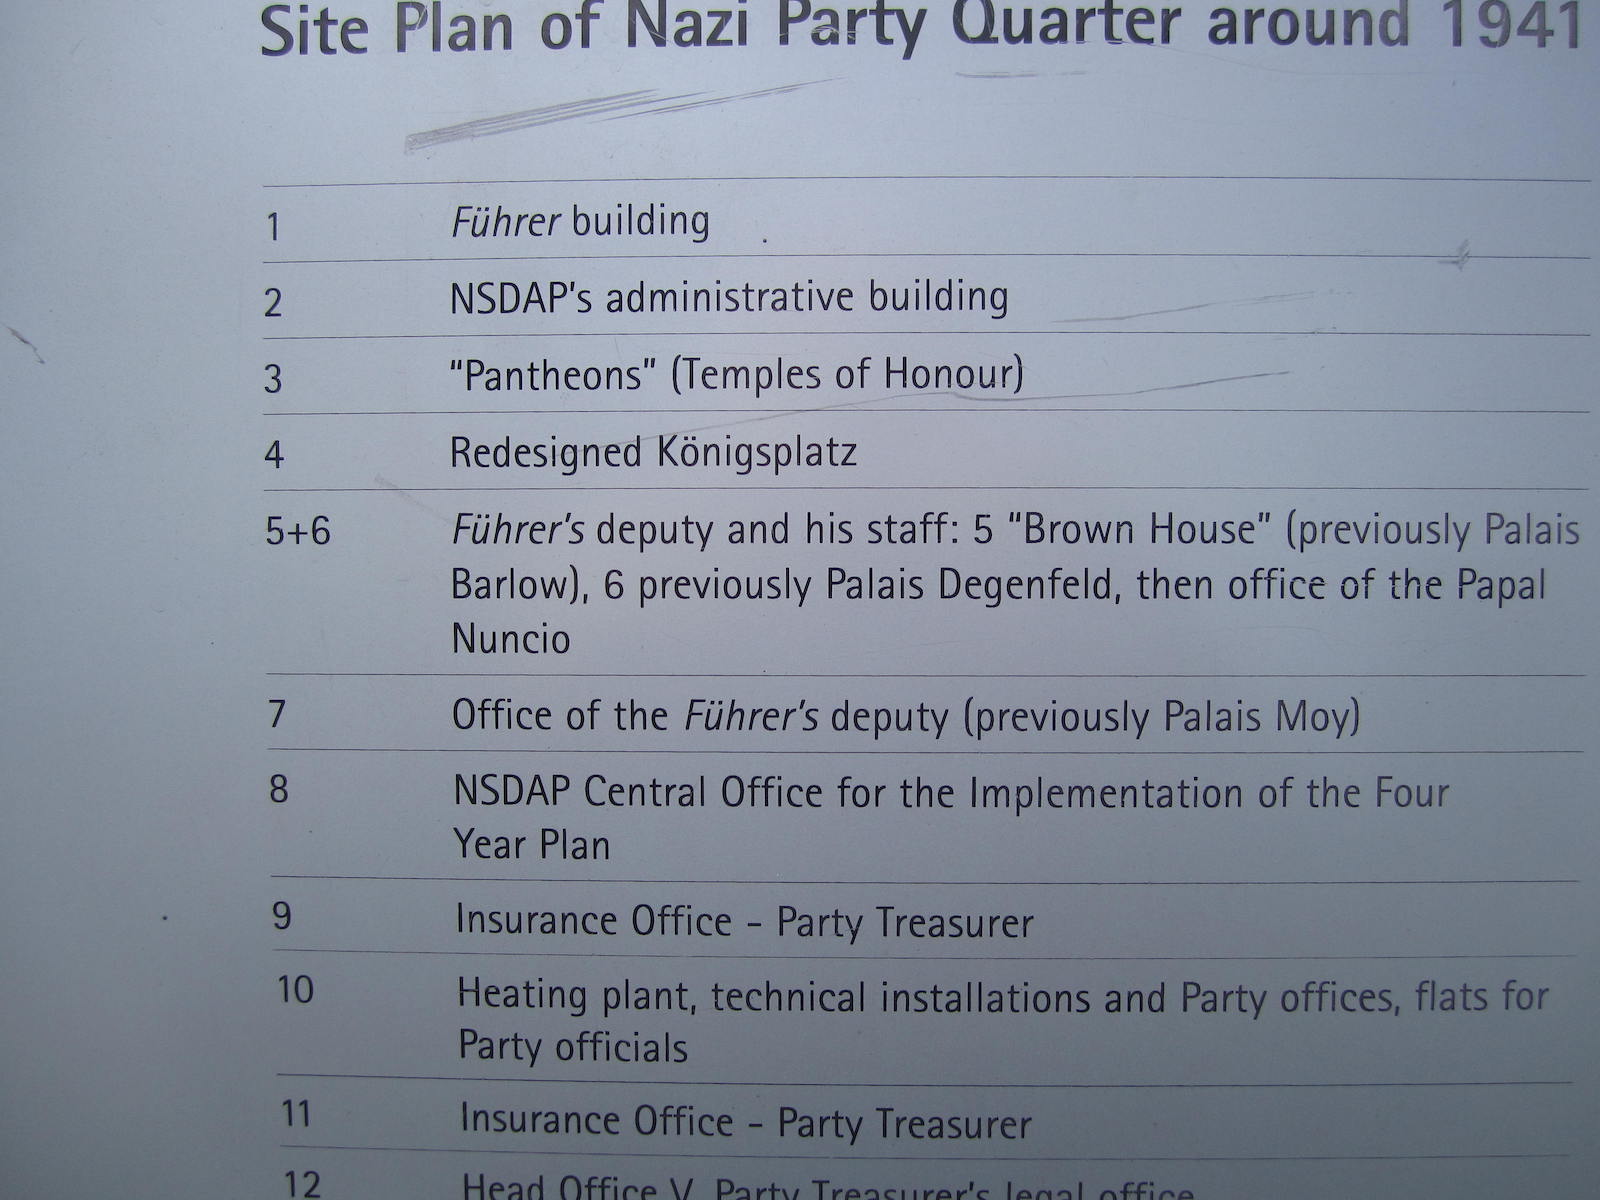 Site Plan of Nazi Party Quarter around 1941
1 Führer building
2 NSDAP's administrative building
3 “Pantheons” (Temples of Honour)
4 Redesigned Königsplatz
5+6 Führer's deputy and his staff: 5 “Brown House” (previously Palais
Barlow), 6 previously Palais Degenfeld, then office of the Papal
Nuncio
7 Office of the Führer's deputy (previously Palais Moy)
8 NSDAP Central Office for the Implementation of the Four
Year Plan
9 Insurance Office - Party Treasurer
10 Heating plant, technical installations and Party offices, flats for
Party officials
11 Insurance Office - Party Treasurer
12 Head Office V, Party Treasurer's legal office